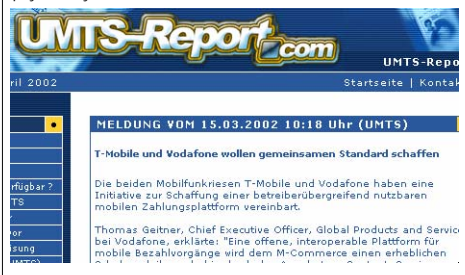 UMTS-Report.com
UMTS-Repo
ril 2002
Startseite | Kontak
MELDUNG VOM 15.03.2002 10:18 Uhr (UMTS)
T-Mobile und Vodafone wollen gemeinsamen Standard schaffen
rfügbar?
TS
Die beiden Mobilfunkriesen T-Mobile und Vodafone haben eine
Initiative zur Schaffung einer betreiberübergreifend nutzbaren
mobilen Zahlungsplattform vereinbart.
vor
isung
Thomas Geitner, Chief Executive Officer, Global Products and Service
bei Vodafone, erklärte: "Eine offene, interoperable Plattform für
mobile Bezahlvorgänge wird dem M-Commerce einen erheblichen